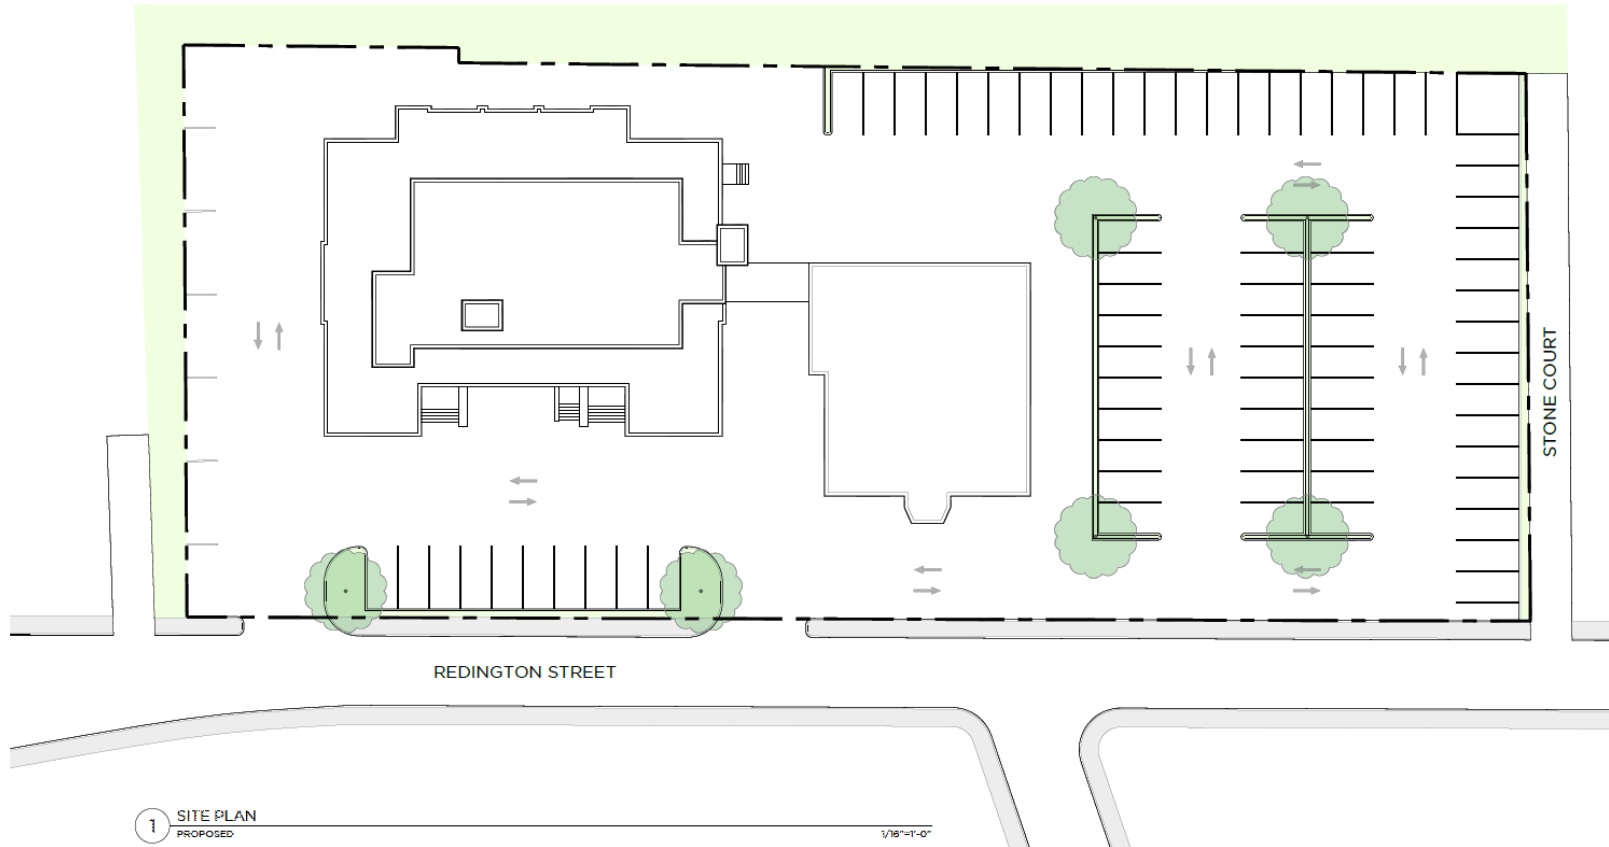 STONE COURT
REDINGTON STREET
1
SITE PLAN
PROPOSED
1/16"=1'-0"